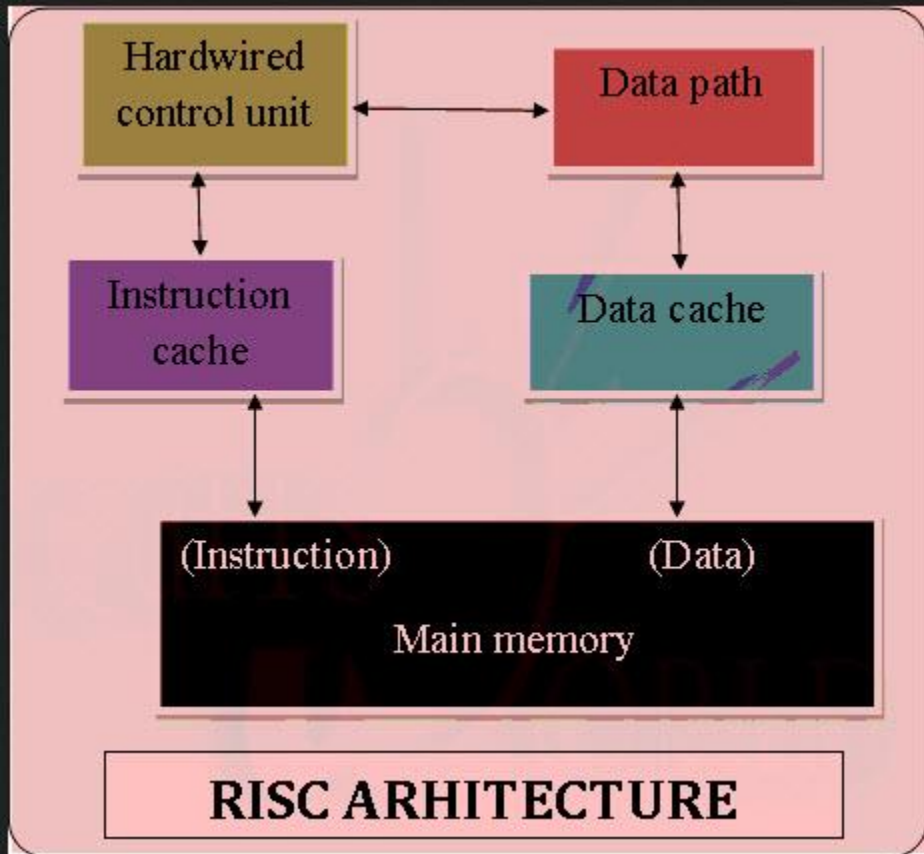 Hardwired
control unit
Data path
Instruction
cache
Data cache
(Instruction)
(Data)
Main memory
RISC ARHITECTURE